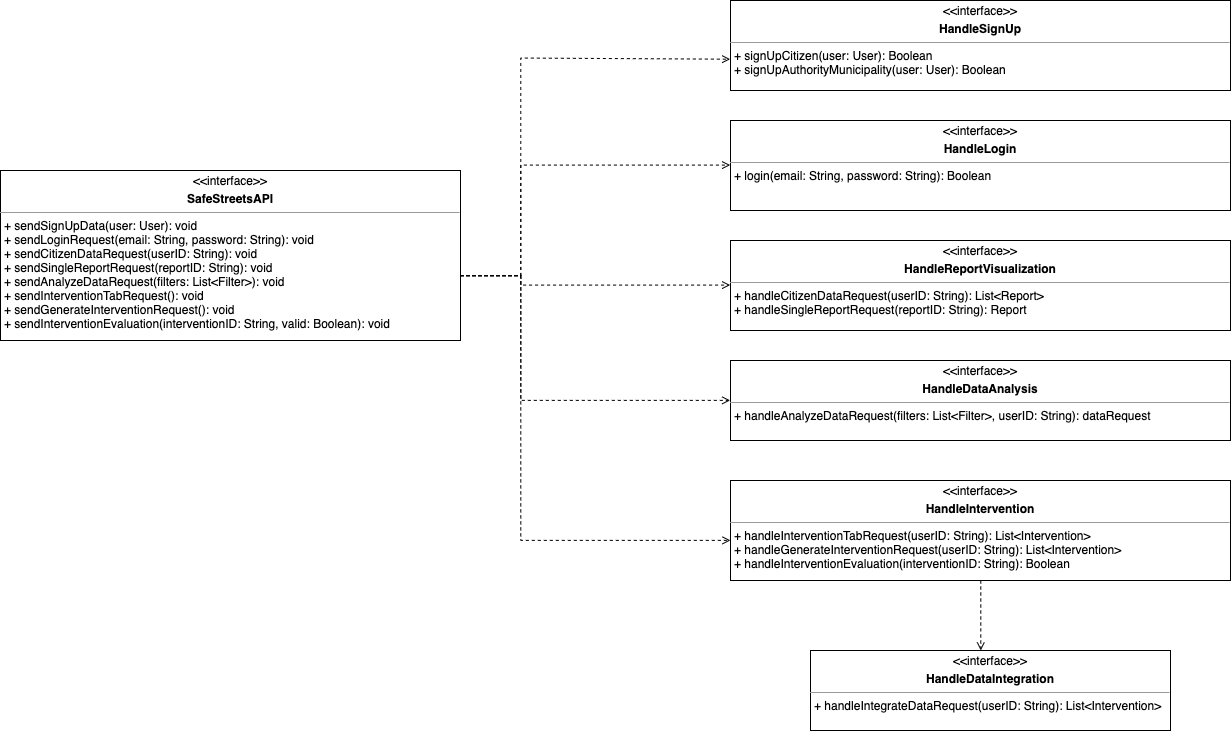 <<interface>>
SafeStreetsAPI
+ sendSignUpData(user: User): void
+ sendLoginRequest(email: String, password: String): void
+ sendCitizenDataRequest(userID: String): void
+ sendSingleReportRequest(reportID: String): void
+ sendAnalyzeDataRequest(filters: List<Filter>): void
+ sendInterventionTabRequest(): void
+ sendGenerateInterventionRequest(): void
+ sendInterventionEvaluation(interventionID: String, valid: Boolean): void
<<interface>>
HandleSignUp
+ signUpCitizen(user: User): Boolean
+ signUpAuthorityMunicipality(user: User): Boolean
<<interface>>
HandleLogin
+ login(email: String, password: String): Boolean
<<interface>>
HandleReportVisualization
+ handleCitizenDataRequest(userID: String): List<Report>
+ handleSingleReportRequest(reportID: String): Report
<<interface>>
HandleDataAnalysis
+ handleAnalyzeDataRequest(filters: List<Filter>, userID: String): dataRequest
<<interface>>
HandleIntervention
+ handleInterventionTabRequest(userID: String): List<Intervention>
+ handleGenerateInterventionRequest(userID: String): List<Intervention>
+ handleInterventionEvaluation(interventionID: String): Boolean
<<interface>>
HandleDataIntegration
+ handleIntegrateDataRequest(userID: String): List<Intervention>